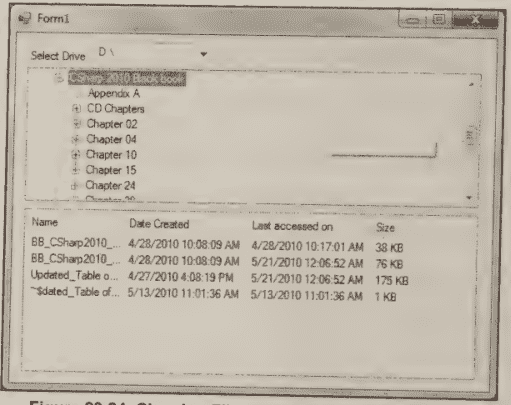 Form1
Select Drive D:\
CSharp 2010 Black Book
Appendix A
CD Chapters
Chapter 02
Chapter 04
Chapter 10
Chapter 15
Chapter 24
Name Date Created Last accessed on Size
BB_CSharp2010_... 4/28/2010 10:08:09 AM 4/28/2010 10:17:01 AM 38 KB
BB_CSharp2010_... 4/28/2010 10:08:09 AM 5/21/2010 12:06:52 AM 76 KB
Updated_Table o... 4/27/2010 4:08:19 PM 5/21/2010 12:06:52 AM 175 KB
~$dated_Table of... 5/13/2010 11:01:36 AM 5/13/2010 11:01:36 AM 1 KB